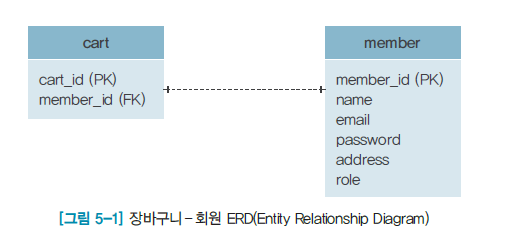 cart
cart_id (PK)
member_id (FK)
member
member_id (PK)
name
email
password
address
role
[그림 5-1] 장바구니 - 회원 ERD(Entity Relationship Diagram)